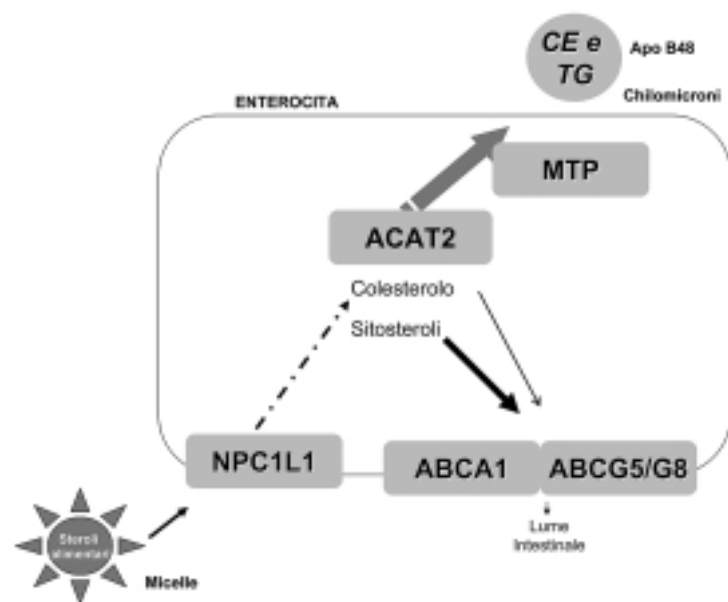 CE e
TG
Apo B48
Chilomicroni
ENTEROCITA
MTP
ACAT2
Colesterolo
Sitosteroli
NPC1L1
ABCA1
ABCG5/G8
Steroli
alimentari
Micelle
Lume
Intestinale